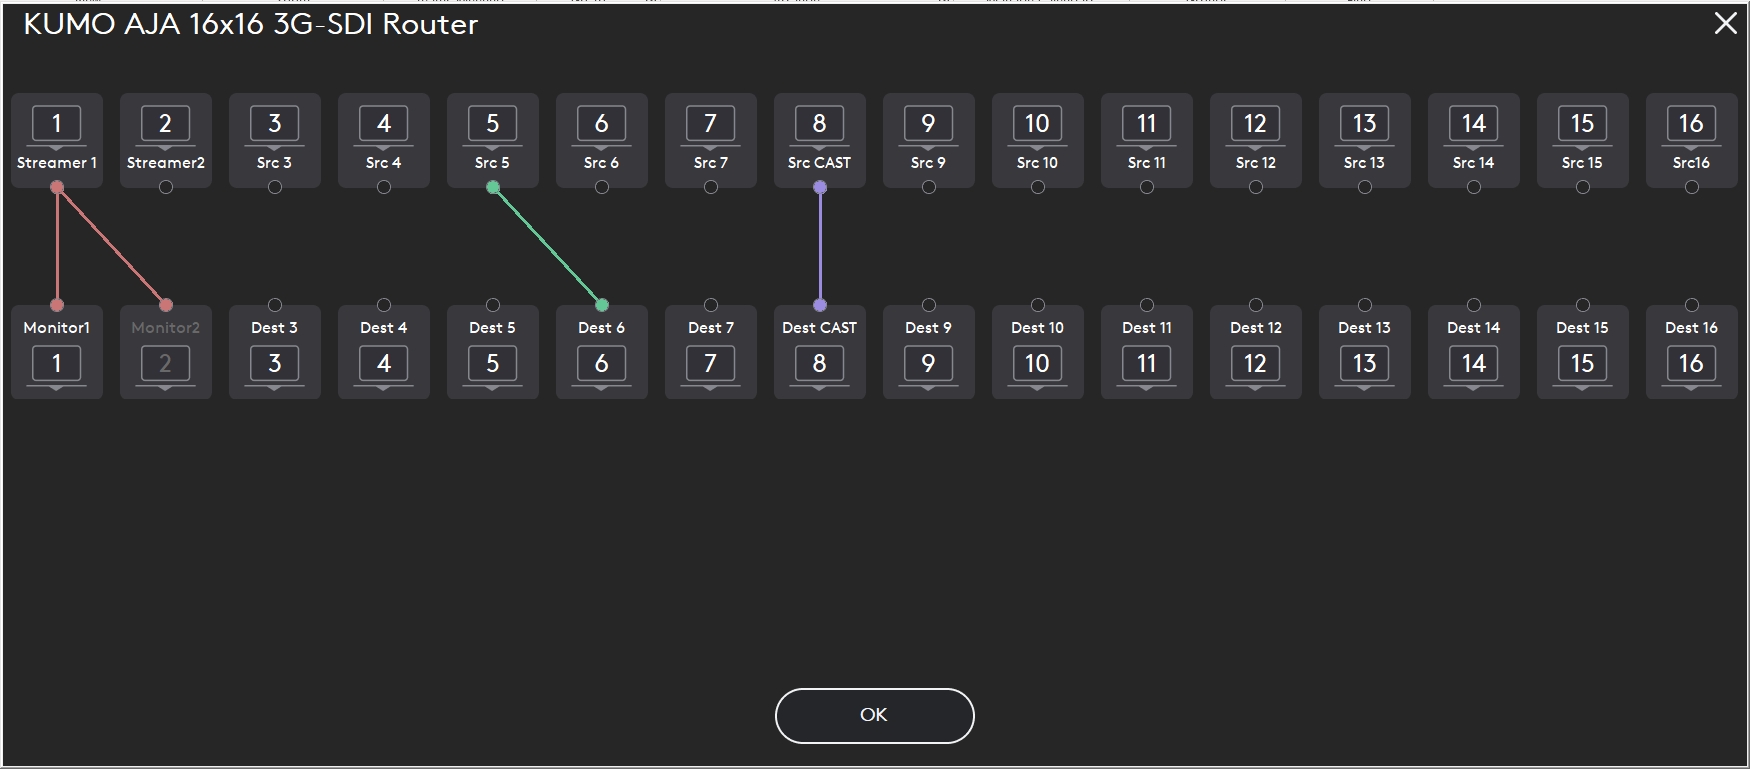 KUMO AJA 16x16 3G-SDI Router
1 2 3 4 5 6 7 8 9 10 11 12 13 14 15 16
Streamer 1 Streamer2 Src 3 Src 4 Src 5 Src 6 Src 7 Src CAST Src 9 Src 10 Src 11 Src 12 Src 13 Src 14 Src 15 Src16
Monitor1 Monitor2 Dest 3 Dest 4 Dest 5 Dest 6 Dest 7 Dest CAST Dest 9 Dest 10 Dest 11 Dest 12 Dest 13 Dest 14 Dest 15 Dest 16
1 2 3 4 5 6 7 8 9 10 11 12 13 14 15 16
OK